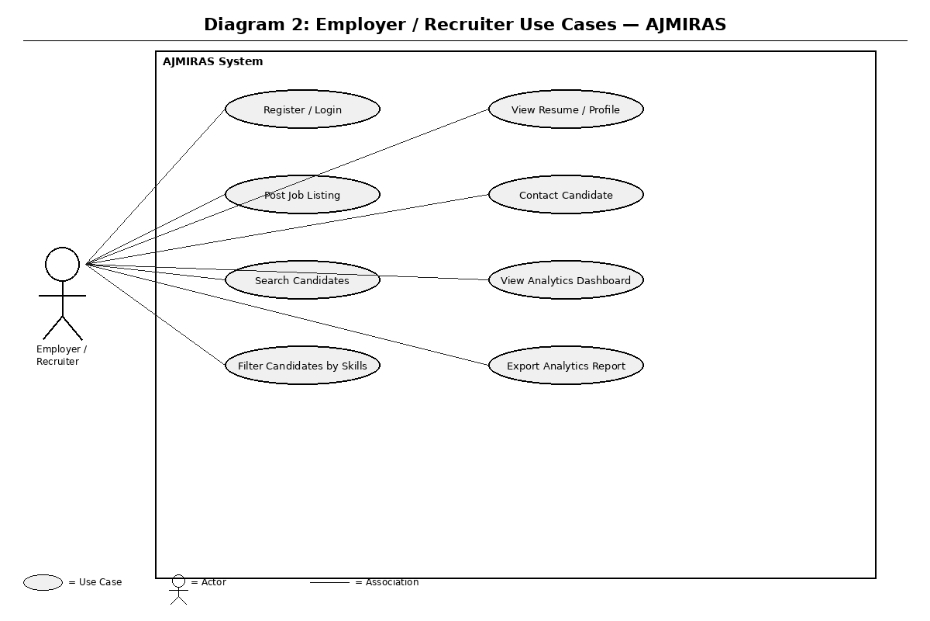 Diagram 2: Employer / Recruiter Use Cases — AJMIRAS
AJMIRAS System
Register / Login
View Resume / Profile
Post Job Listing
Contact Candidate
Search Candidates
View Analytics Dashboard
Employer /
Recruiter
Filter Candidates by Skills
Export Analytics Report
= Use Case
= Actor
= Association